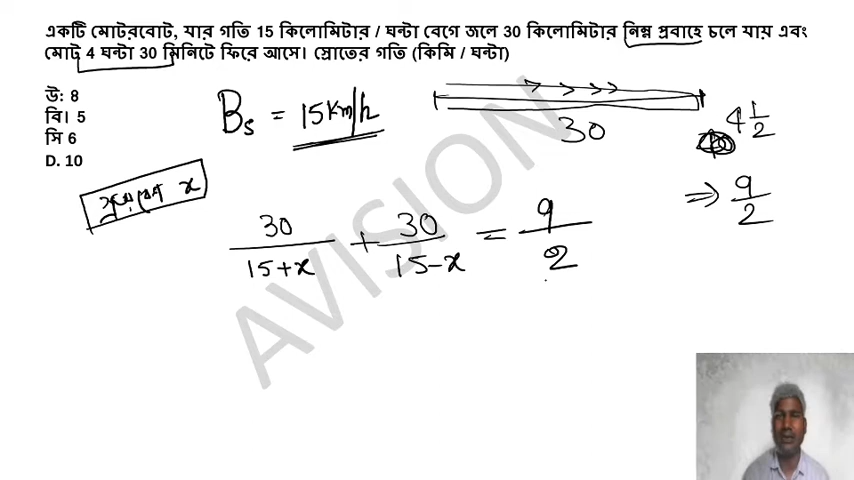 একটি মোটরবোট, যার গতি 15 কিলোমিটার / ঘন্টা বেগে জলে 30 কিলোমিটার নিম্ন প্রবাহে চলে যায় এবং
মোট 4 ঘন্টা 30 মিনিটে ফিরে আসে। স্রোতের গতি (কিমি / ঘন্টা)
উ: 8
বি। 5
সি 6
D. 10
Bs = 15km/h
30
4 1/2
x
⇒ 9/2
30/15+x + 30/15-x = 9/2
AVISION